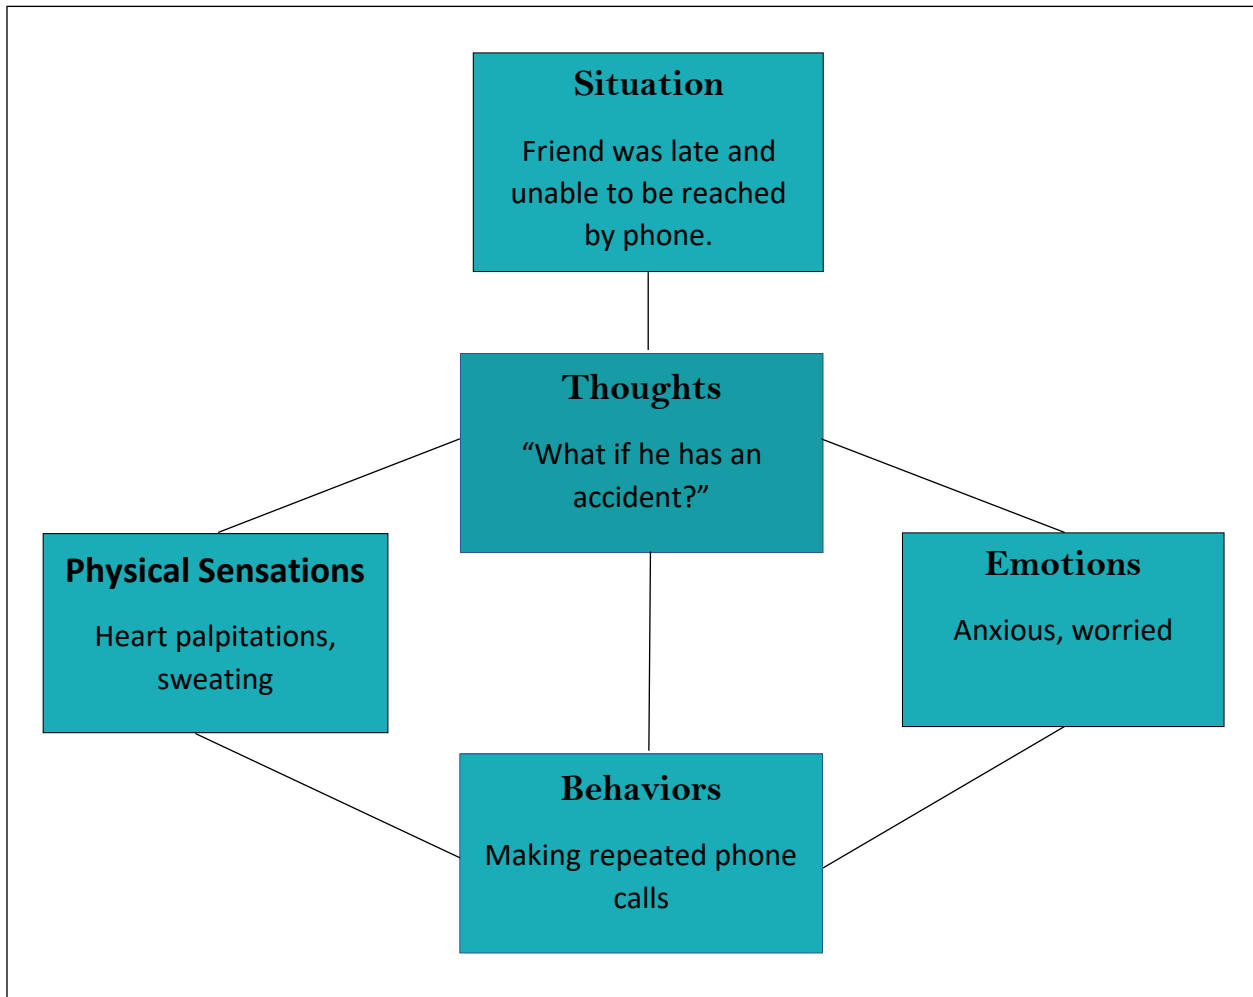 Situation
Friend was late and
unable to be reached
by phone.
Thoughts
“What if he has an
accident?”
Physical Sensations
Heart palpitations,
sweating
Emotions
Anxious, worried
Behaviors
Making repeated phone
calls